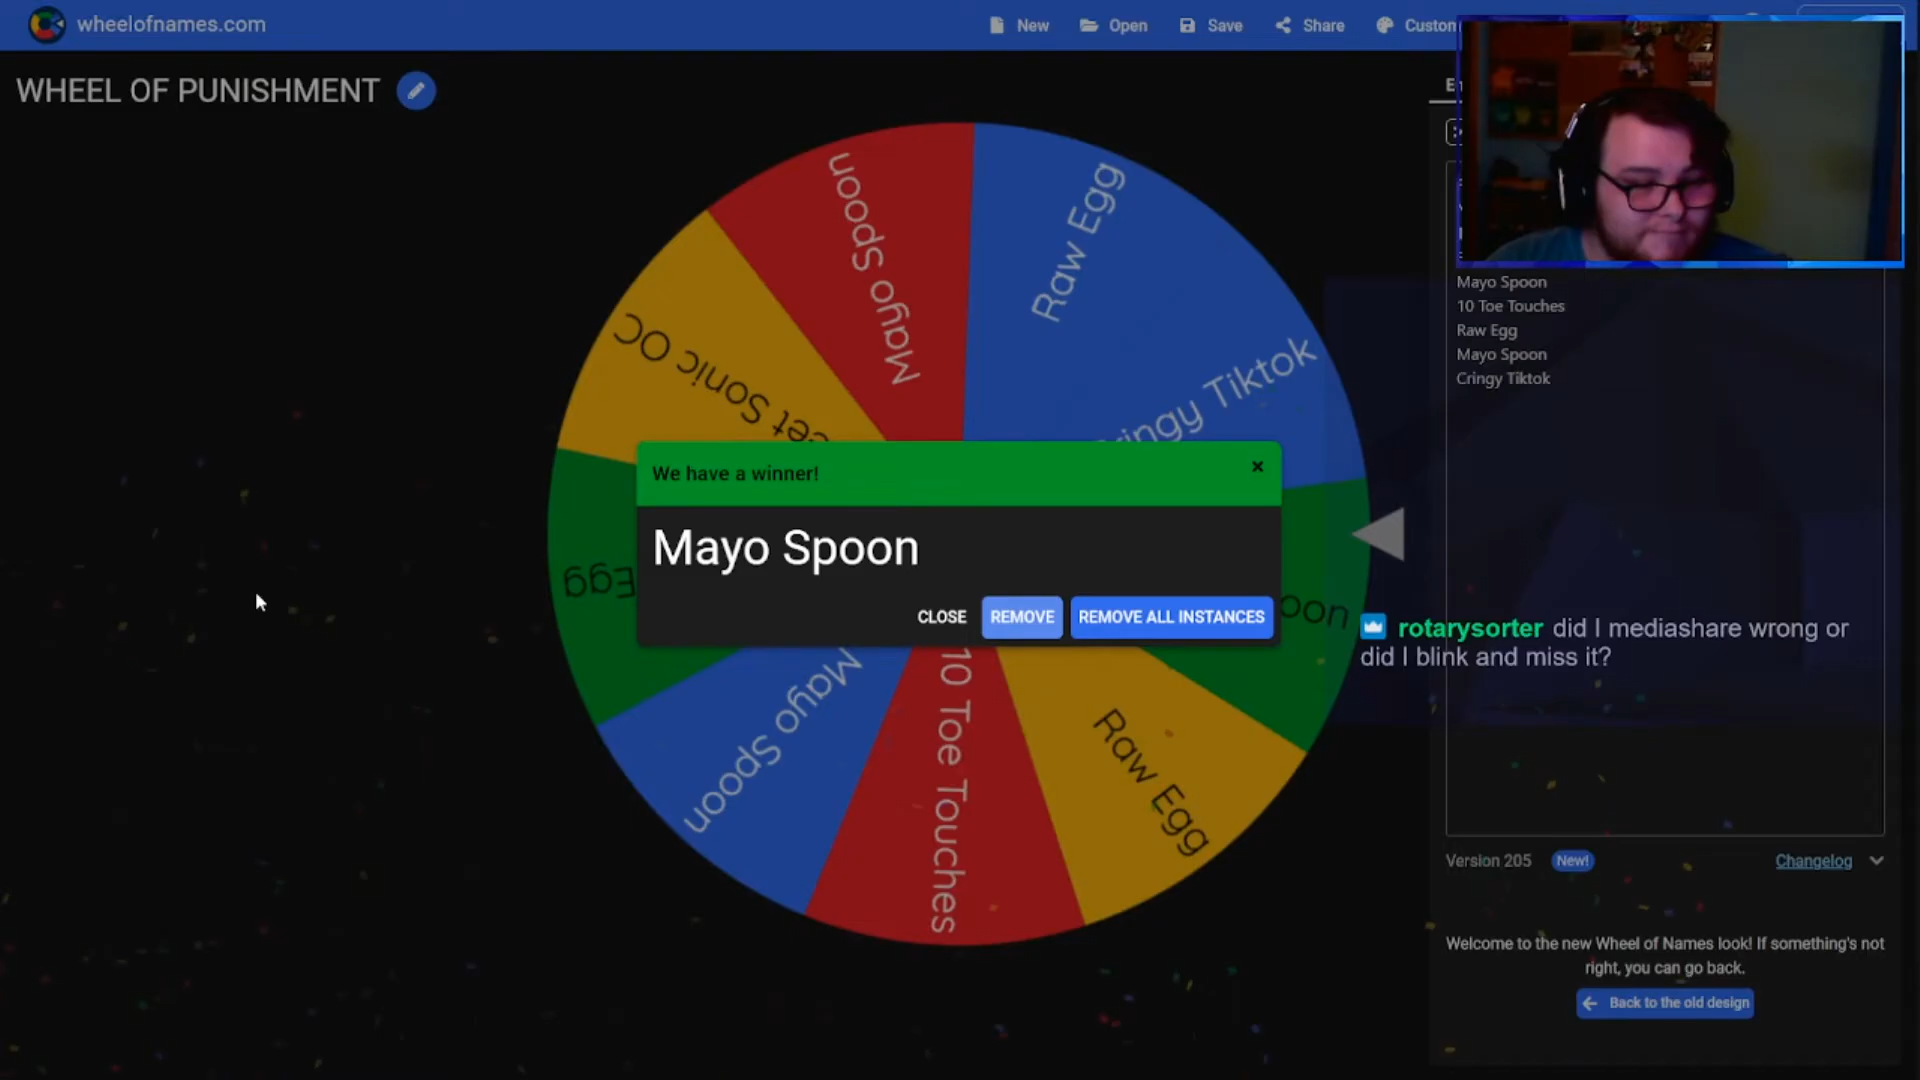 wheelofnames.com
New
Open
Save
Share
Custom
WHEEL OF PUNISHMENT
Mayo Spoon
Raw Egg
Cringy Tiktok
Sonic OC
Egg
Mayo Spoon
10 Toe Touches
Raw Egg
We have a winner!
×
Mayo Spoon
CLOSE
REMOVE
REMOVE ALL INSTANCES
Mayo Spoon
10 Toe Touches
Raw Egg
Mayo Spoon
Cringy Tiktok
rotarysorter did I mediashare wrong or
did I blink and miss it?
Version 205
New!
Changelog
Welcome to the new Wheel of Names look! If something's not
right, you can go back.
Back to the old design